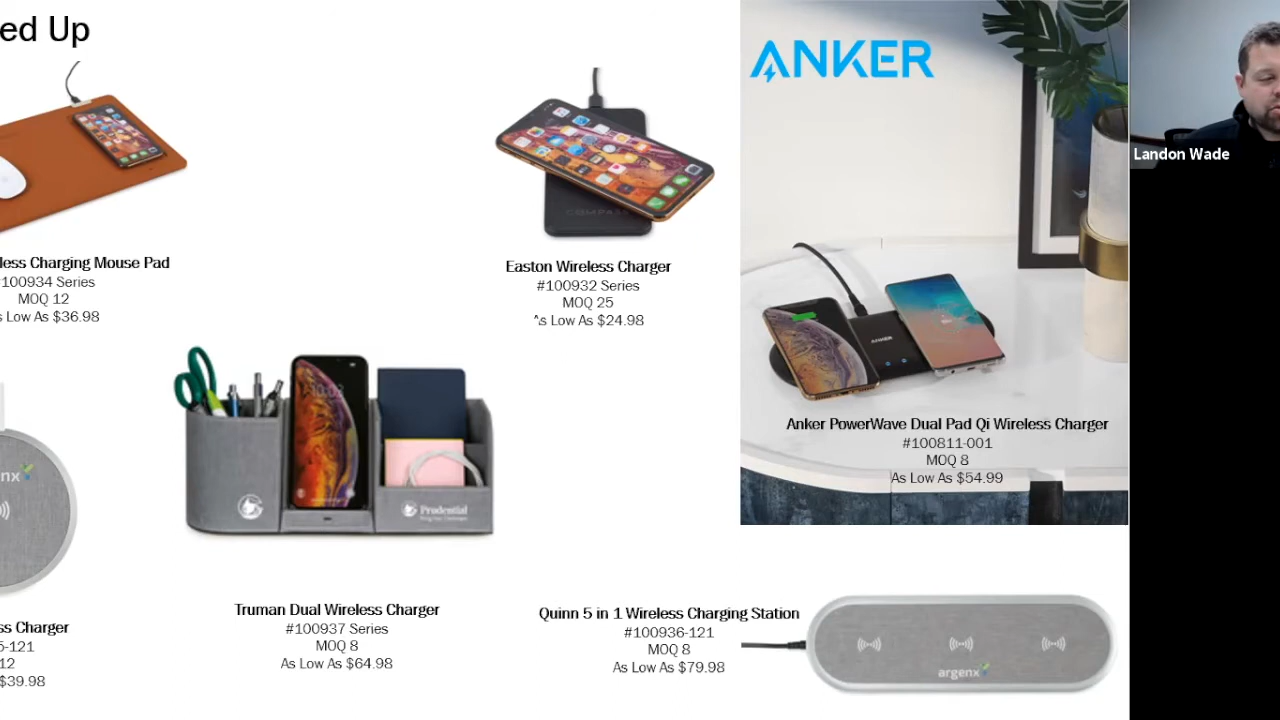 ed Up
ANKER
Landon Wade
COMPASS
less Charging Mouse Pad
#100934 Series
MOQ 12
s Low As $36.98
Easton Wireless Charger
#100932 Series
MOQ 25
As Low As $24.98
ANKER
Anker PowerWave Dual Pad Qi Wireless Charger
#100811-001
MOQ 8
As Low As $54.99
enx
Prudential
Truman Dual Wireless Charger
#100937 Series
MOQ 8
As Low As $64.98
Quinn 5 in 1 Wireless Charging Station
#100936-121
MOQ 8
As Low As $79.98
ss Charger
5-121
12
$39.98
argenx